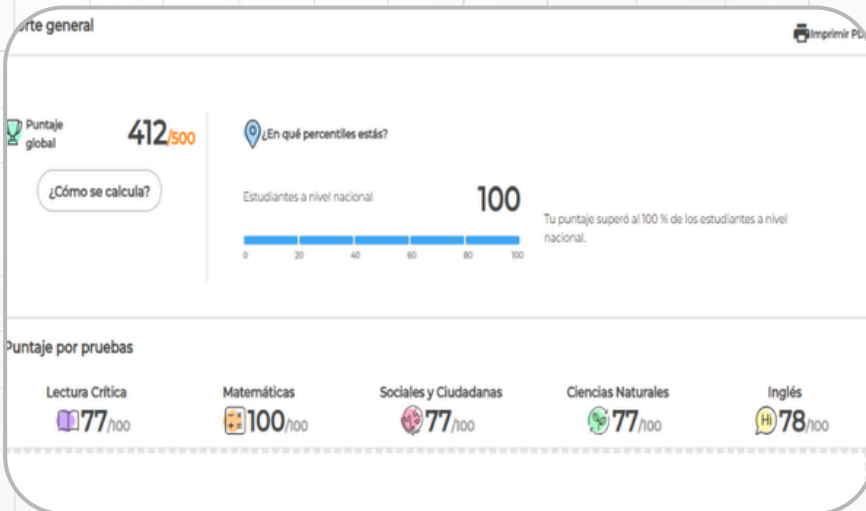 rte general
Imprimir PD
Puntaje global
412/500
¿Cómo se calcula?
¿En qué percentiles estás?
Estudiantes a nivel nacional
100
0 20 40 60 80 100
Tu puntaje superó al 100 % de los estudiantes a nivel
nacional.
Puntaje por pruebas
Lectura Crítica
77/100
Matemáticas
100/100
Sociales y Ciudadanas
77/100
Ciencias Naturales
77/100
Inglés
Hi
78/100